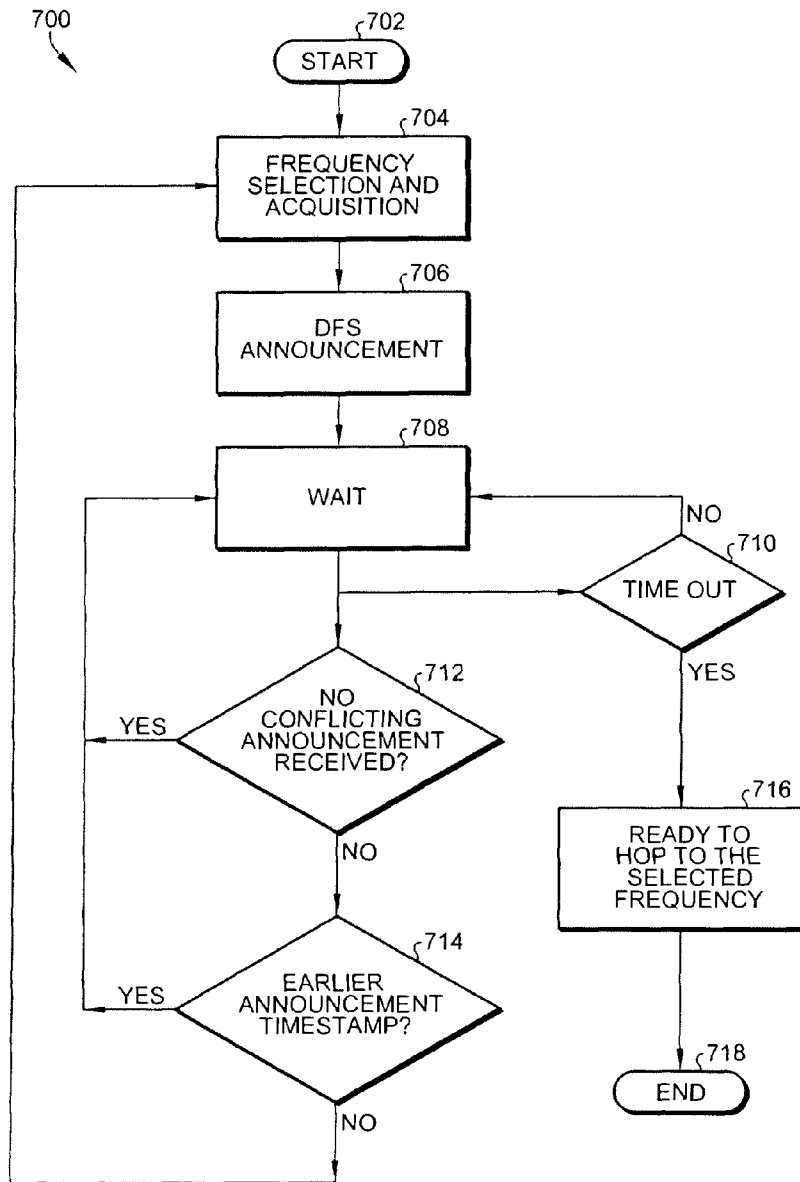 700
702
START
704
FREQUENCY
SELECTION AND
ACQUISITION
706
DFS
ANNOUNCEMENT
708
WAIT
NO
710
TIME OUT
YES
712
NO
CONFLICTING
ANNOUNCEMENT
RECEIVED?
YES
NO
716
READY TO
HOP TO THE
SELECTED
FREQUENCY
714
EARLIER
ANNOUNCEMENT
TIMESTAMP?
YES
NO
718
END